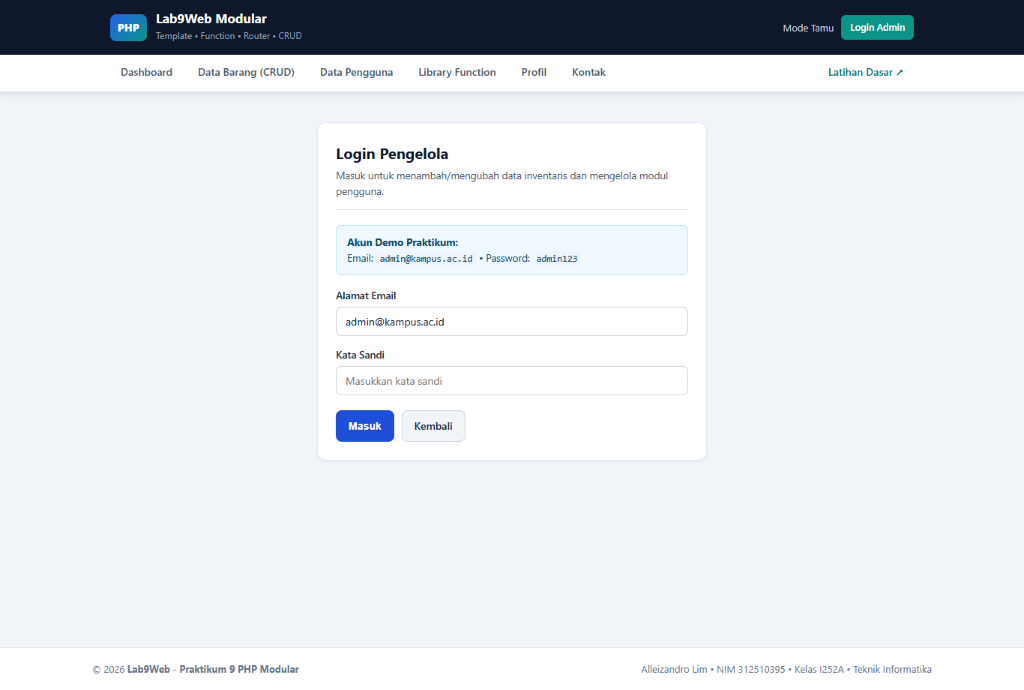 PHP
Lab9Web Modular
Template • Function • Router • CRUD
Mode Tamu
Login Admin
Dashboard
Data Barang (CRUD)
Data Pengguna
Library Function
Profil
Kontak
Latihan Dasar ↗
Login Pengelola
Masuk untuk menambah/mengubah data inventaris dan mengelola modul
pengguna.
Akun Demo Praktikum:
Email: admin@kampus.ac.id • Password: admin123
Alamat Email
admin@kampus.ac.id
Kata Sandi
Masukkan kata sandi
Masuk
Kembali
© 2026 Lab9Web - Praktikum 9 PHP Modular
Alleizandro Lim • NIM 312510395 • Kelas I252A • Teknik Informatika